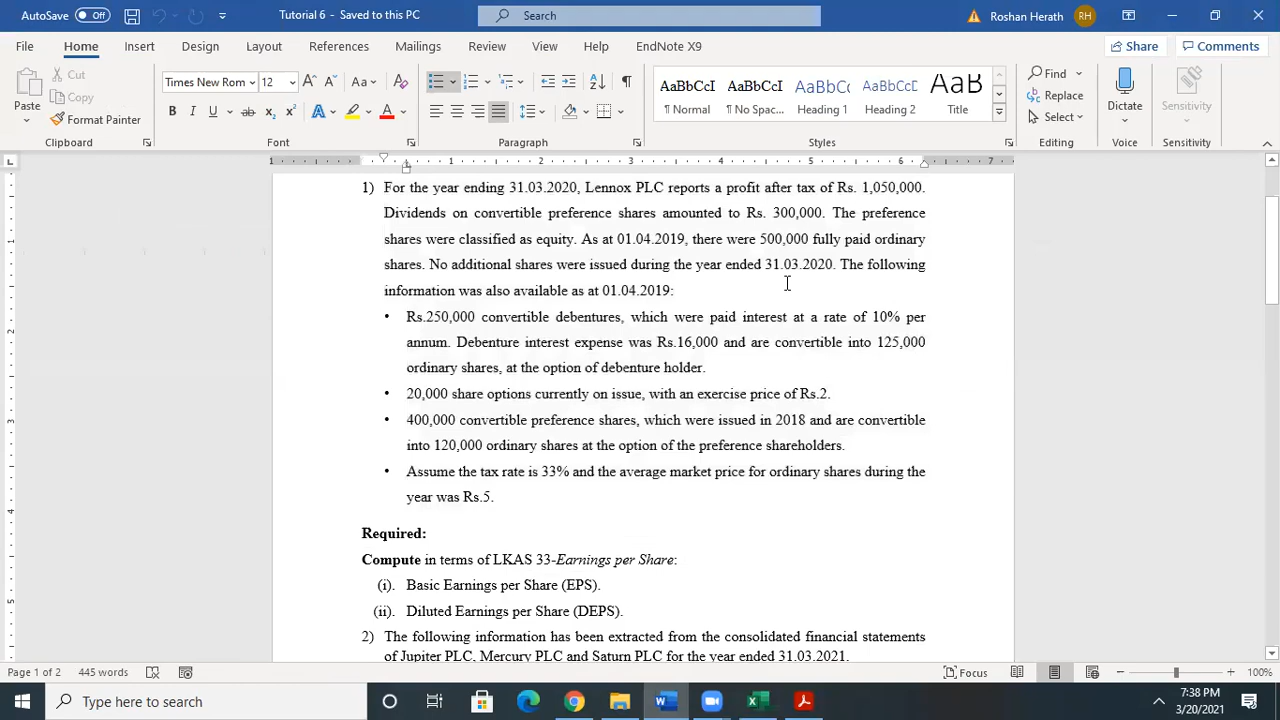 AutoSave Off Tutorial 6 - Saved to this PC Search Roshan Herath RH
File Home Insert Design Layout References Mailings Review View Help EndNote X9 Share Comments
Paste Cut Copy Format Painter
Times New Rom 12
AaBbCcI AaBbCcI AaBbCc AaBbCcI AaB
¶ Normal ¶ No Spac... Heading 1 Heading 2 Title
Find Replace Select Dictate Sensitivity
Clipboard Font Paragraph Styles Editing Voice Sensitivity
1) For the year ending 31.03.2020, Lennox PLC reports a profit after tax of Rs. 1,050,000.
Dividends on convertible preference shares amounted to Rs. 300,000. The preference
shares were classified as equity. As at 01.04.2019, there were 500,000 fully paid ordinary
shares. No additional shares were issued during the year ended 31.03.2020. The following
information was also available as at 01.04.2019:
• Rs.250,000 convertible debentures, which were paid interest at a rate of 10% per
annum. Debenture interest expense was Rs.16,000 and are convertible into 125,000
ordinary shares, at the option of debenture holder.
• 20,000 share options currently on issue, with an exercise price of Rs.2.
• 400,000 convertible preference shares, which were issued in 2018 and are convertible
into 120,000 ordinary shares at the option of the preference shareholders.
• Assume the tax rate is 33% and the average market price for ordinary shares during the
year was Rs.5.
Required:
Compute in terms of LKAS 33-Earnings per Share:
(i). Basic Earnings per Share (EPS).
(ii). Diluted Earnings per Share (DEPS).
2) The following information has been extracted from the consolidated financial statements
of Jupiter PLC, Mercury PLC and Saturn PLC for the year ended 31.03.2021.
Page 1 of 2 445 words Focus 100%
Type here to search 7:38 PM
3/20/2021